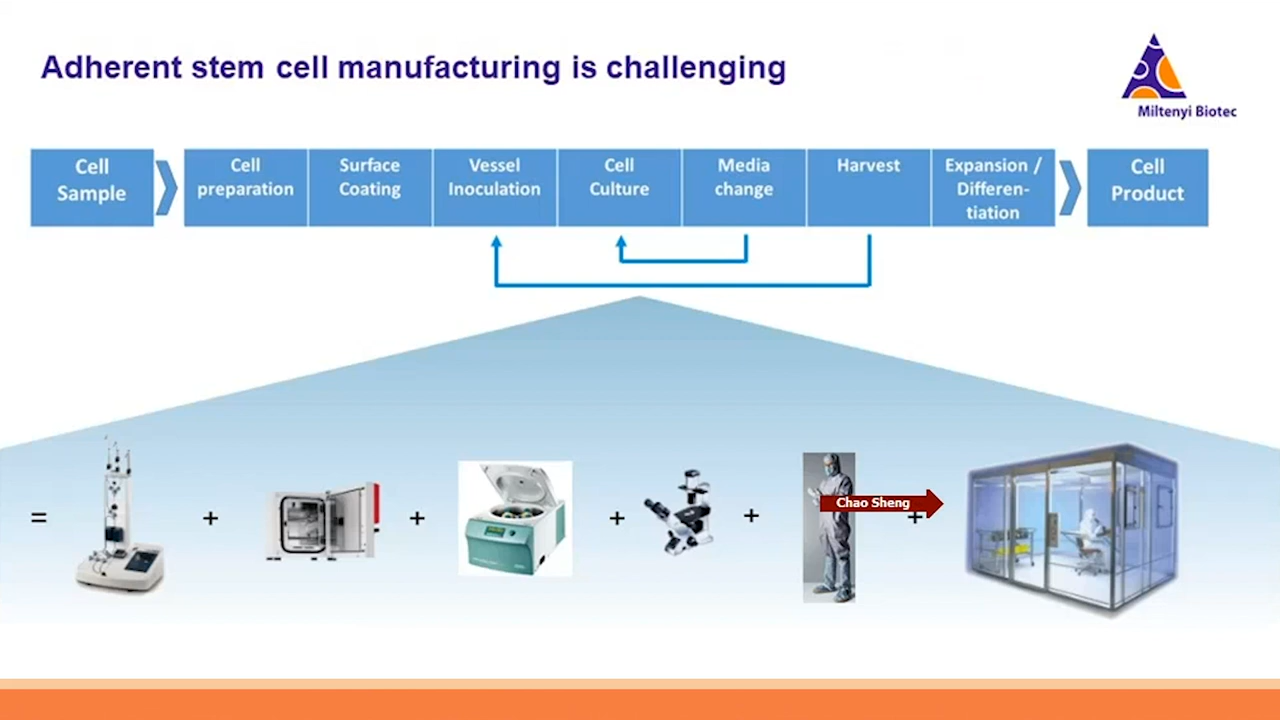 Adherent stem cell manufacturing is challenging
Miltenyi Biotec
Cell
Sample
Cell
preparation
Surface
Coating
Vessel
Inoculation
Cell
Culture
Media
change
Harvest
Expansion /
Differen-
tiation
Cell
Product
= + + + + Chao Sheng +